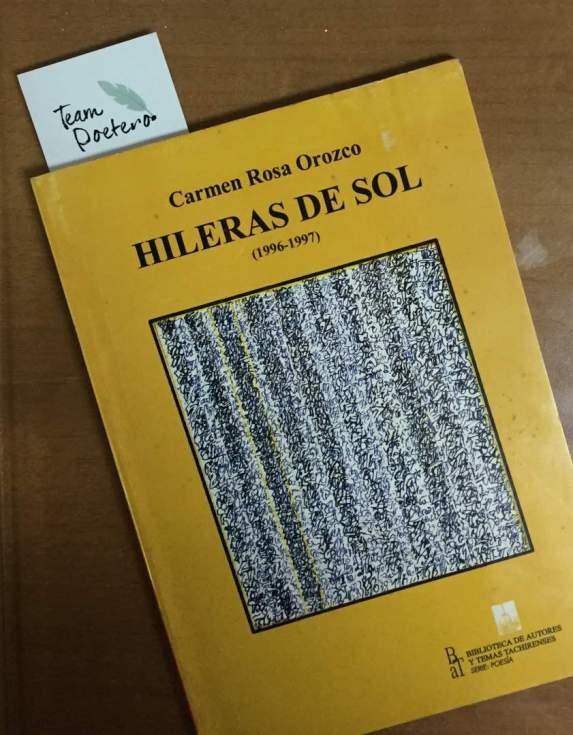 Team
Poetero.
Carmen Rosa Orozco
HILERAS DE SOL
(1996-1997)
BIBLIOTECA DE AUTORES
Y TEMAS TACHIRENSES
SERIE: POESÍA